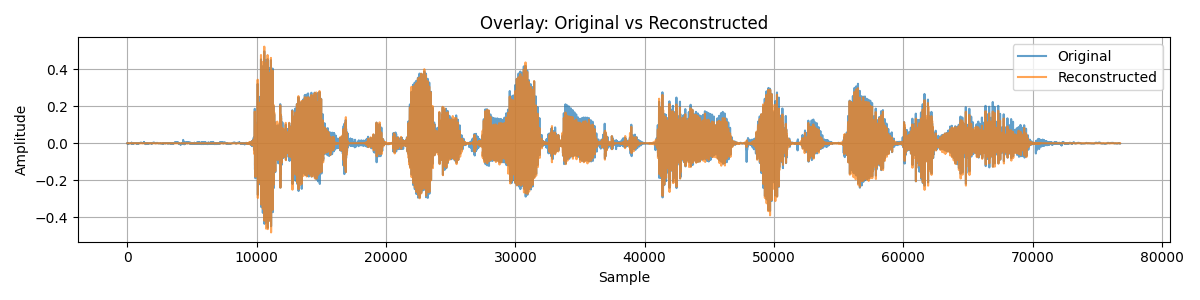 Overlay: Original vs Reconstructed
Original
Reconstructed
Amplitude
0.4
0.2
0.0
−0.2
−0.4
0 10000 20000 30000 40000 50000 60000 70000 80000
Sample